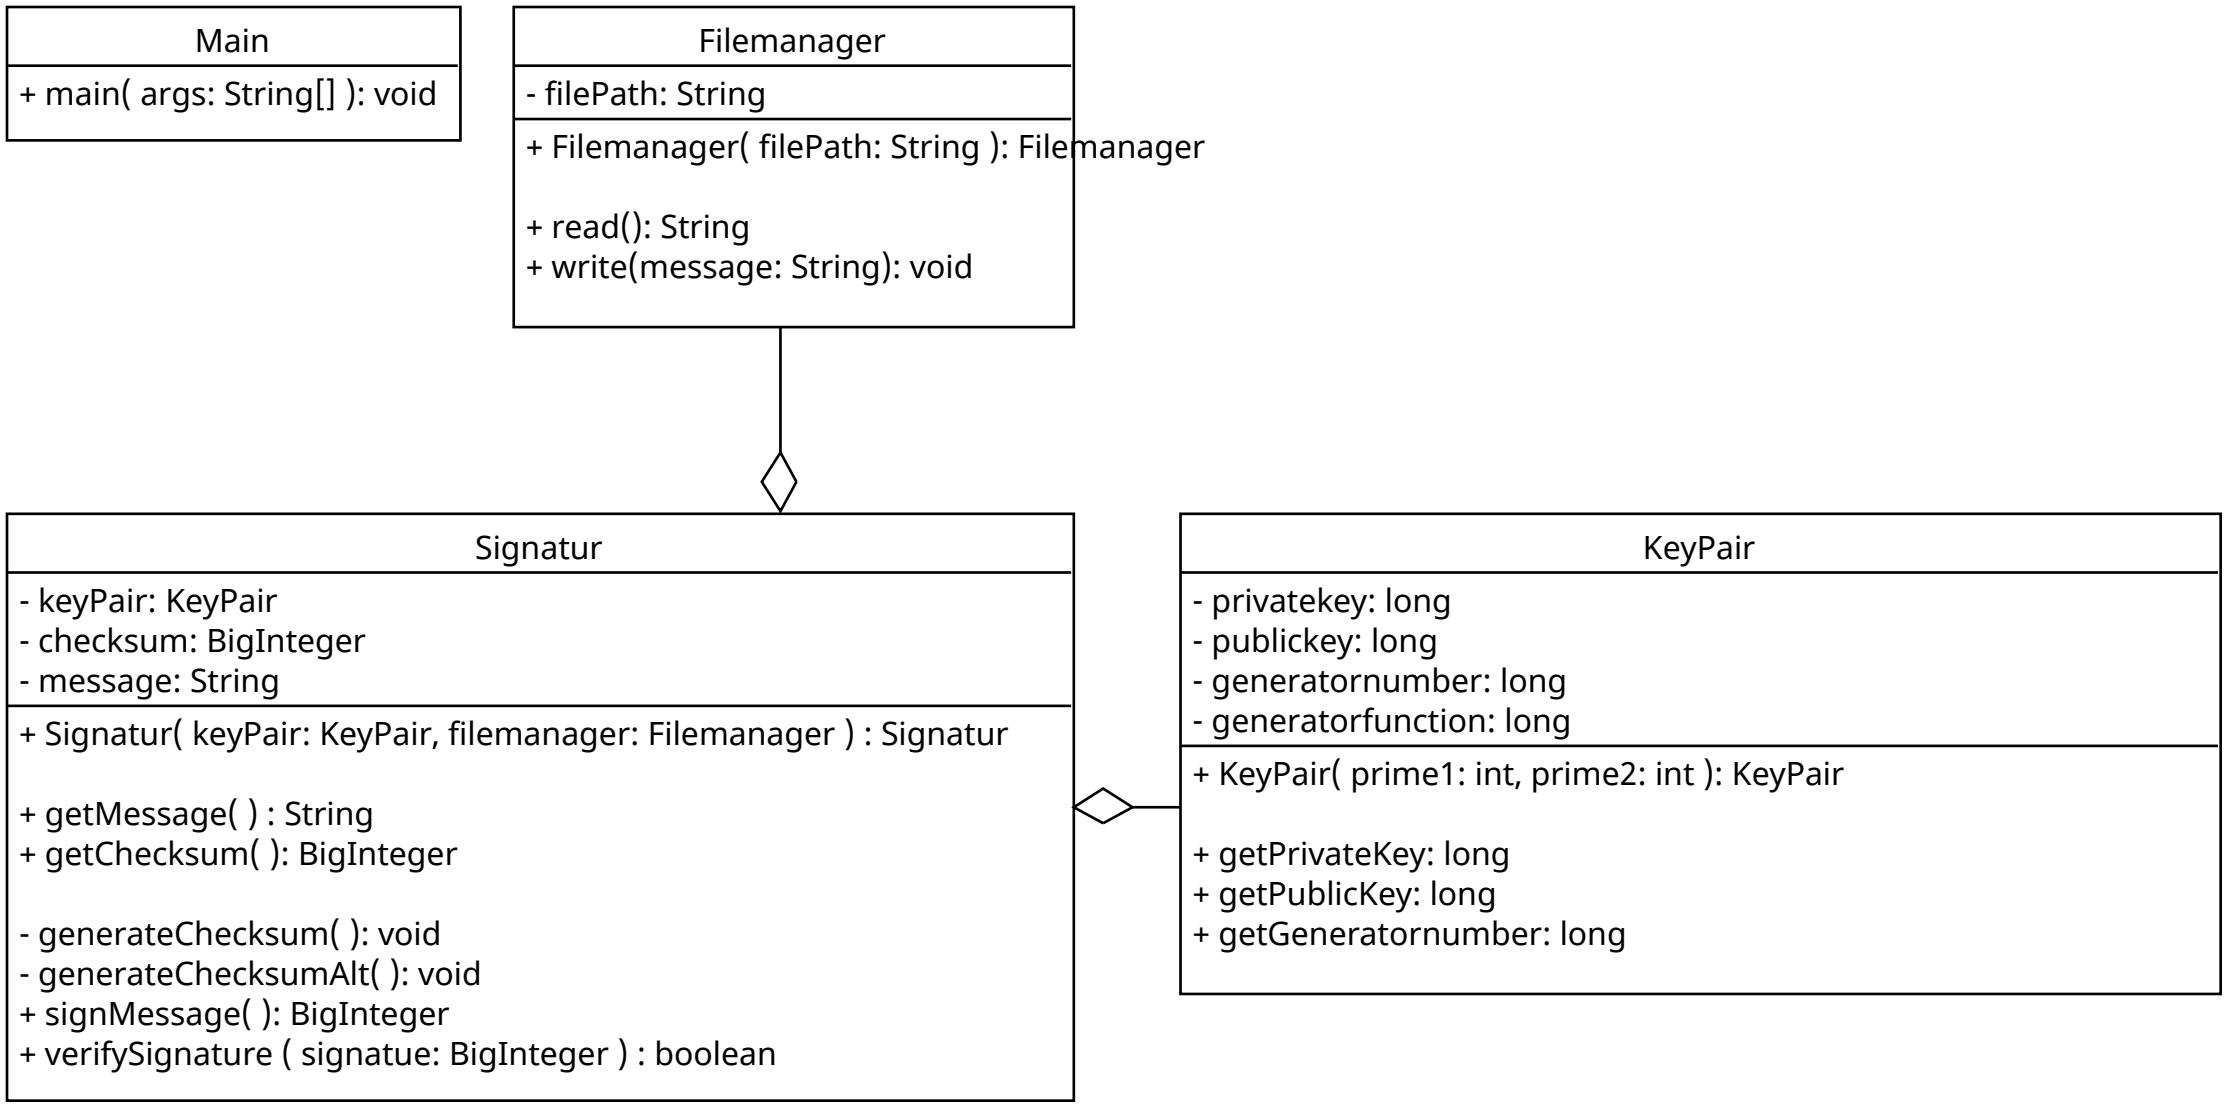 Main
+ main( args: String[] ): void
Filemanager
- filePath: String
+ Filemanager( filePath: String ): Filemanager
+ read(): String
+ write(message: String): void
Signatur
- keyPair: KeyPair
- checksum: BigInteger
- message: String
+ Signatur( keyPair: KeyPair, filemanager: Filemanager ) : Signatur
+ getMessage( ) : String
+ getChecksum( ): BigInteger
- generateChecksum( ): void
- generateChecksumAlt( ): void
+ signMessage( ): BigInteger
+ verifySignature ( signatue: BigInteger ) : boolean
KeyPair
- privatekey: long
- publickey: long
- generatornumber: long
- generatorfunction: long
+ KeyPair( prime1: int, prime2: int ): KeyPair
+ getPrivateKey: long
+ getPublicKey: long
+ getGeneratornumber: long